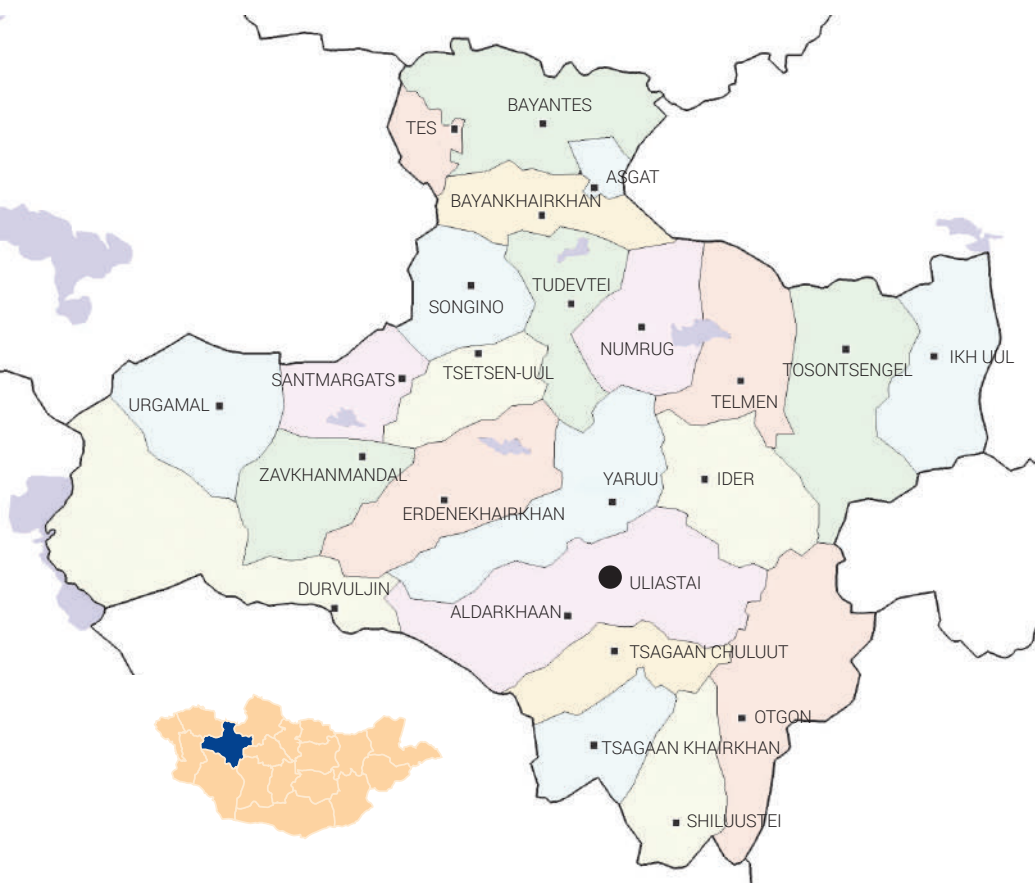 BAYANTES
TES
ASGAT
BAYANKHAIRKHAN
TUDEVTEI
SONGINO
NUMRUG
IKH UUL
TOSONTSENGEL
TSETSEN-UUL
SANTMARGATS
TELMEN
URGAMAL
ZAVKHANMANDAL
YARUU
IDER
ERDENEKHAIRKHAN
ULIASTAI
DURVULJIN
ALDARKHAAN
TSAGAAN CHULUUT
OTGON
TSAGAAN KHAIRKHAN
SHILUUSTEI